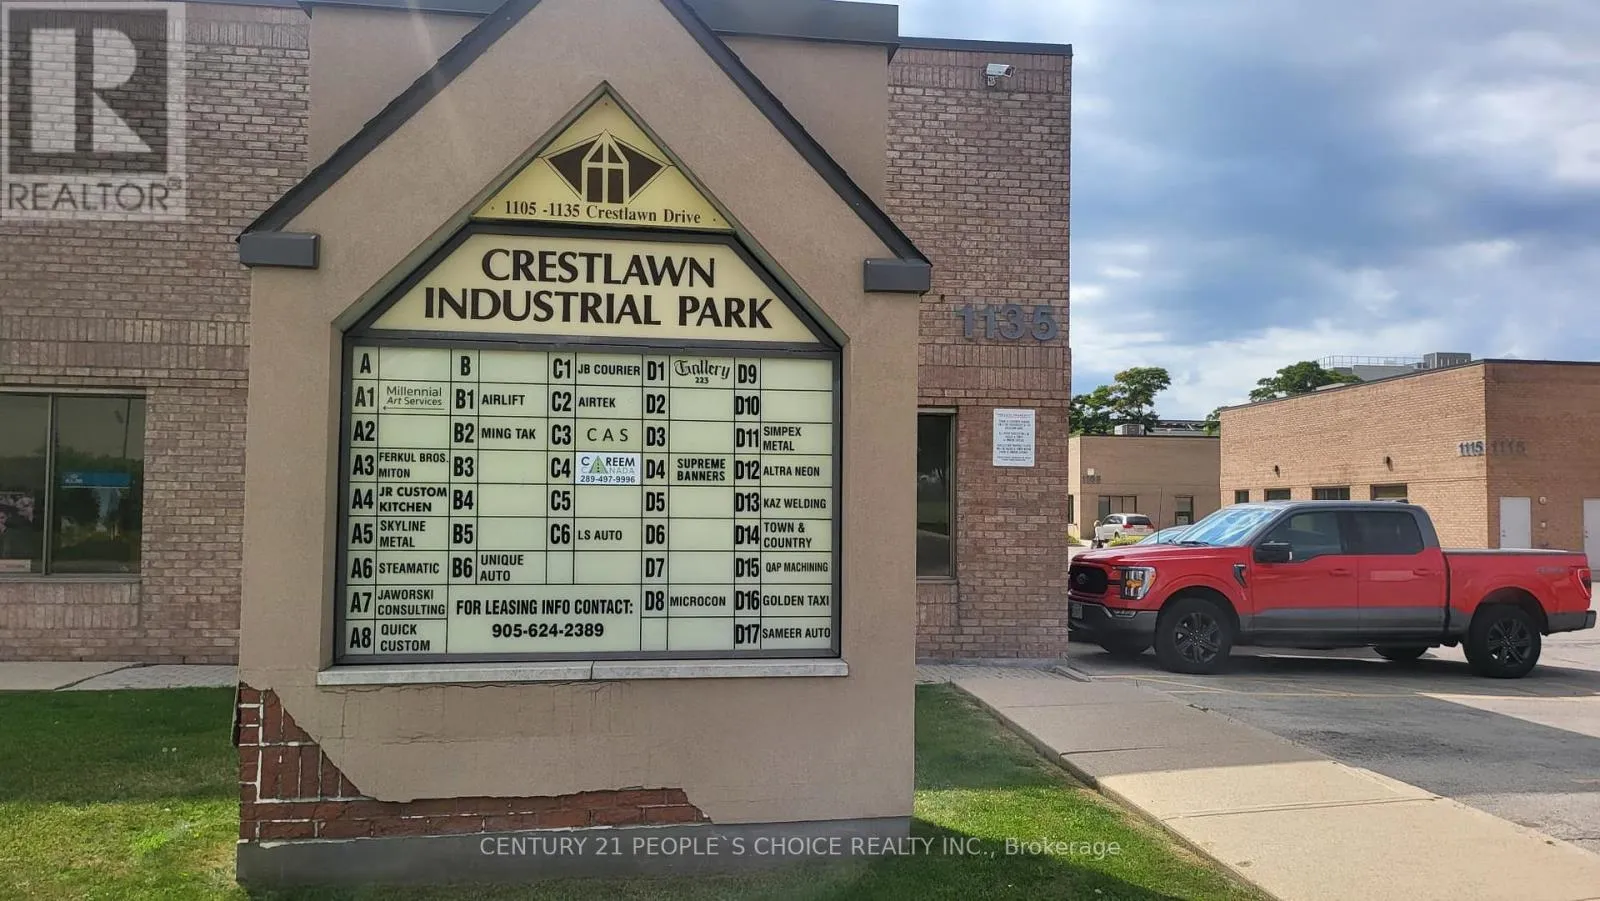 REALTOR®
1105 -1135 Crestlawn Drive
CRESTLAWN
INDUSTRIAL PARK
A
A1 Millennial
Art Services
A2
A3 FERKUL BROS.
MITON
A4 JR CUSTOM
KITCHEN
A5 SKYLINE
METAL
A6 STEAMATIC
A7 JAWORSKI
CONSULTING
A8 QUICK
CUSTOM
B
B1 AIRLIFT
B2 MING TAK
B3
B4
B5
B6 UNIQUE
AUTO
C1 JB COURIER
C2 AIRTEK
C3 CAS
C4 CAREEM
CANADA
289-497-9996
C5
C6 LS AUTO
FOR LEASING INFO CONTACT:
905-624-2389
D1 Gallery
223
D2
D3
D4 SUPREME
BANNERS
D5
D6
D7
D8 MICROCON
D9
D10
D11 SIMPEX
METAL
D12 ALTRA NEON
D13 KAZ WELDING
D14 TOWN &
COUNTRY
D15 QAP MACHINING
D16 GOLDEN TAXI
D17 SAMEER AUTO
1135
1115 1115
CENTURY 21 PEOPLE`S CHOICE REALTY INC., Brokerage